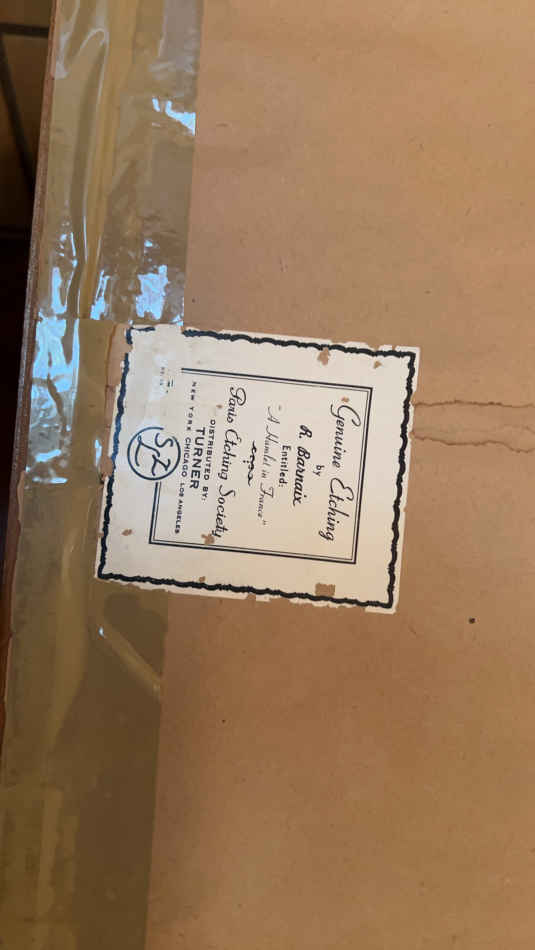 Genuine Etching
by
R. Barnaix
Entitled:
"A Hamlet in France"
Paris Etching Society
DISTRIBUTED BY:
TURNER
NEW YORK CHICAGO LOS ANGELES